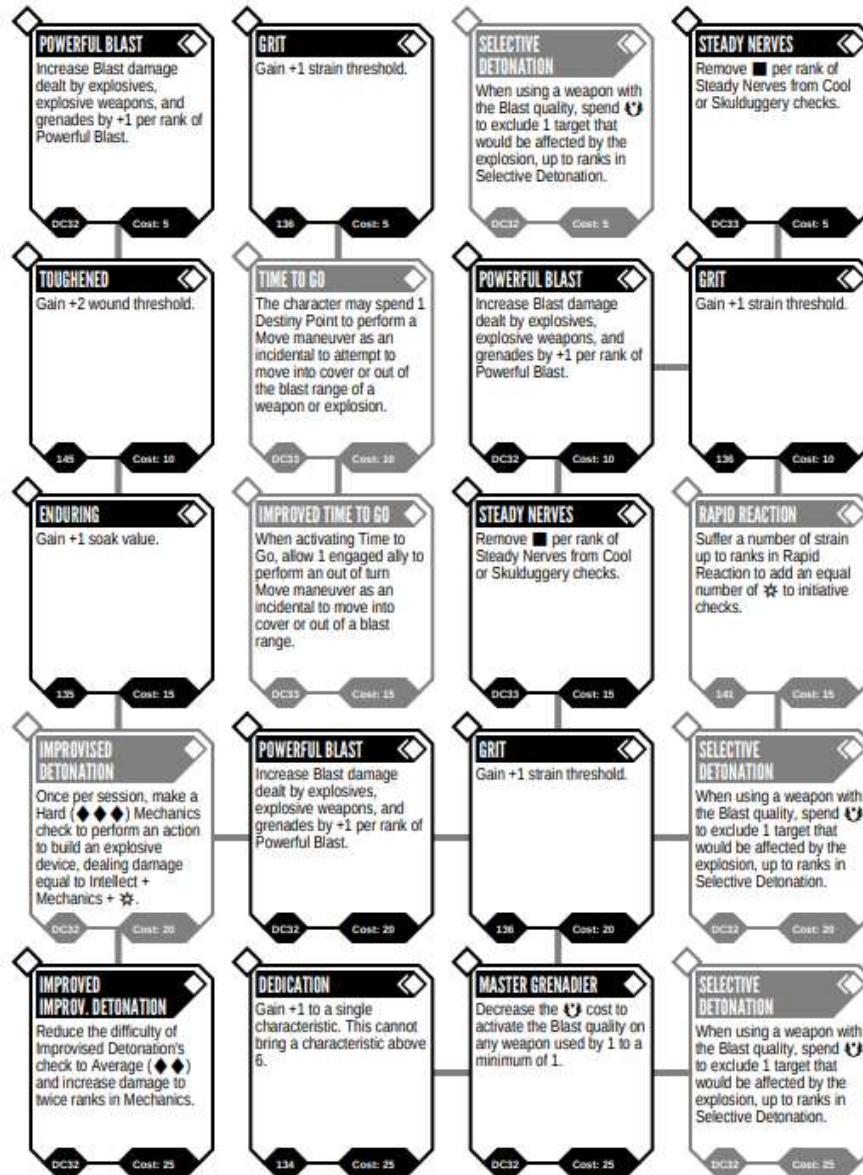 POWERFUL BLAST
Increase Blast damage
dealt by explosives,
explosive weapons, and
grenades by +1 per rank of
Powerful Blast.
DC32
Cost: 5
GRIT
Gain +1 strain threshold.
136
Cost: 5
SELECTIVE
DETONATION
When using a weapon with
the Blast quality, spend
to exclude 1 target that
would be affected by the
explosion, up to ranks in
Selective Detonation.
DC32
Cost: 5
STEADY NERVES
Remove ■ per rank of
Steady Nerves from Cool
or Skulduggery checks.
DC33
Cost: 5
TOUGHENED
Gain +2 wound threshold.
145
Cost: 10
TIME TO GO
The character may spend 1
Destiny Point to perform a
Move maneuver as an
incidental to attempt to
move into cover or out of
the blast range of a
weapon or explosion.
DC33
Cost: 10
POWERFUL BLAST
Increase Blast damage
dealt by explosives,
explosive weapons, and
grenades by +1 per rank of
Powerful Blast.
DC32
Cost: 10
GRIT
Gain +1 strain threshold.
136
Cost: 10
ENDURING
Gain +1 soak value.
135
Cost: 15
IMPROVED TIME TO GO
When activating Time to
Go, allow 1 engaged ally to
perform an out of turn
Move maneuver as an
incidental to move into
cover or out of a blast
range.
DC33
Cost: 15
STEADY NERVES
Remove ■ per rank of
Steady Nerves from Cool
or Skulduggery checks.
DC33
Cost: 15
RAPID REACTION
Suffer a number of strain
up to ranks in Rapid
Reaction to add an equal
number of to initiative
checks.
141
Cost: 15
IMPROVISED
DETONATION
Once per session, make a
Hard (◆ ◆ ◆) Mechanics
check to perform an action
to build an explosive
device, dealing damage
equal to Intellect +
Mechanics + .
DC32
Cost: 20
POWERFUL BLAST
Increase Blast damage
dealt by explosives,
explosive weapons, and
grenades by +1 per rank of
Powerful Blast.
DC32
Cost: 20
GRIT
Gain +1 strain threshold.
136
Cost: 20
SELECTIVE
DETONATION
When using a weapon with
the Blast quality, spend
to exclude 1 target that
would be affected by the
explosion, up to ranks in
Selective Detonation.
DC32
Cost: 20
IMPROVED
IMPROV. DETONATION
Reduce the difficulty of
Improvised Detonation's
check to Average (◆ ◆)
and increase damage to
twice ranks in Mechanics.
DC32
Cost: 25
DEDICATION
Gain +1 to a single
characteristic. This cannot
bring a characteristic above
6.
134
Cost: 25
MASTER GRENADIER
Decrease the cost to
activate the Blast quality on
any weapon used by 1 to a
minimum of 1.
DC32
Cost: 25
SELECTIVE
DETONATION
When using a weapon with
the Blast quality, spend
to exclude 1 target that
would be affected by the
explosion, up to ranks in
Selective Detonation.
DC32
Cost: 25